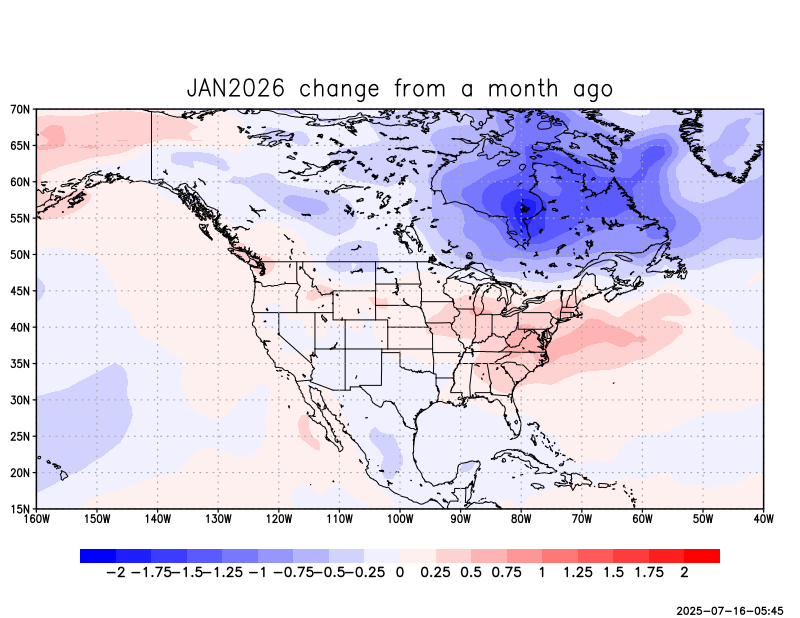 JAN2026 change from a month ago
70N
65N
60N
55N
50N
45N
40N
35N
30N
25N
20N
15N
160W 150W 140W 130W 120W 110W 100W 90W 80W 70W 60W 50W 40W
−2 −1.75 −1.5 −1.25 −1 −0.75 −0.5 −0.25 0 0.25 0.5 0.75 1 1.25 1.5 1.75 2
2025-07-16-05:45